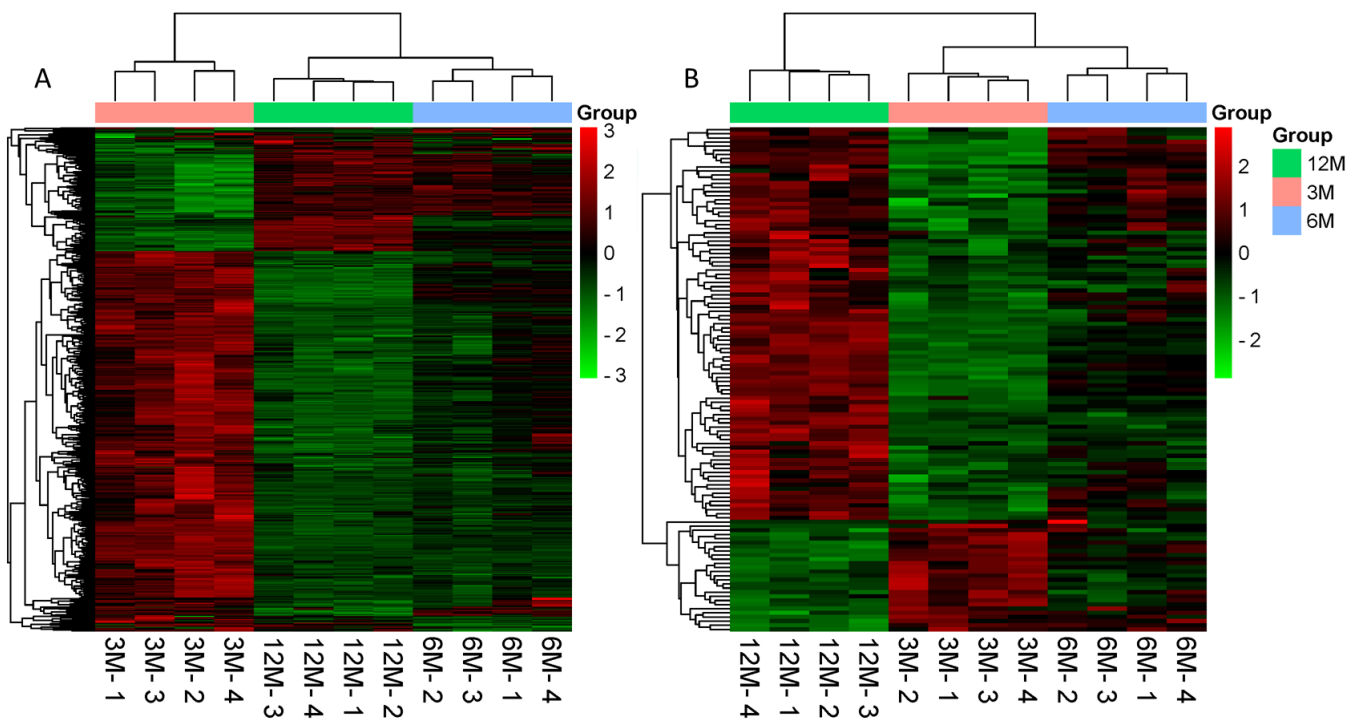 A
Group
3
2
1
0
- 1
- 2
- 3
3M- 1
3M- 3
3M- 2
3M- 4
12M- 3
12M- 4
12M- 1
12M- 2
6M- 2
6M- 3
6M- 1
6M- 4
B
Group
2
1
0
- 1
- 2
Group
12M
3M
6M
12M- 4
12M- 1
12M- 2
12M- 3
3M- 2
3M- 1
3M- 3
3M- 4
6M- 2
6M- 3
6M- 1
6M- 4